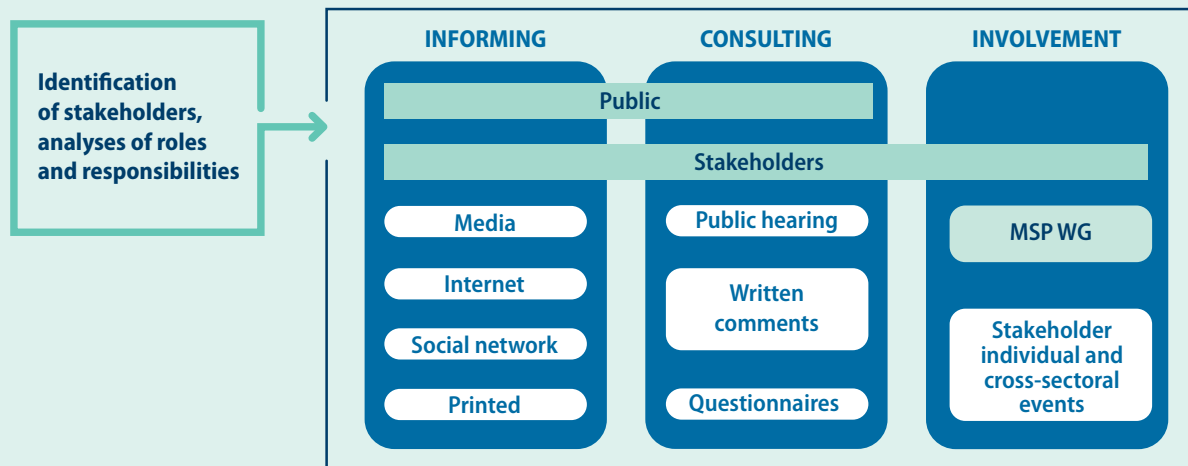 Identification
of stakeholders,
analyses of roles
and responsibilities
INFORMING
CONSULTING
INVOLVEMENT
Public
Stakeholders
Media
Internet
Social network
Printed
Public hearing
Written
comments
Questionnaires
MSP WG
Stakeholder
individual and
cross-sectoral
events